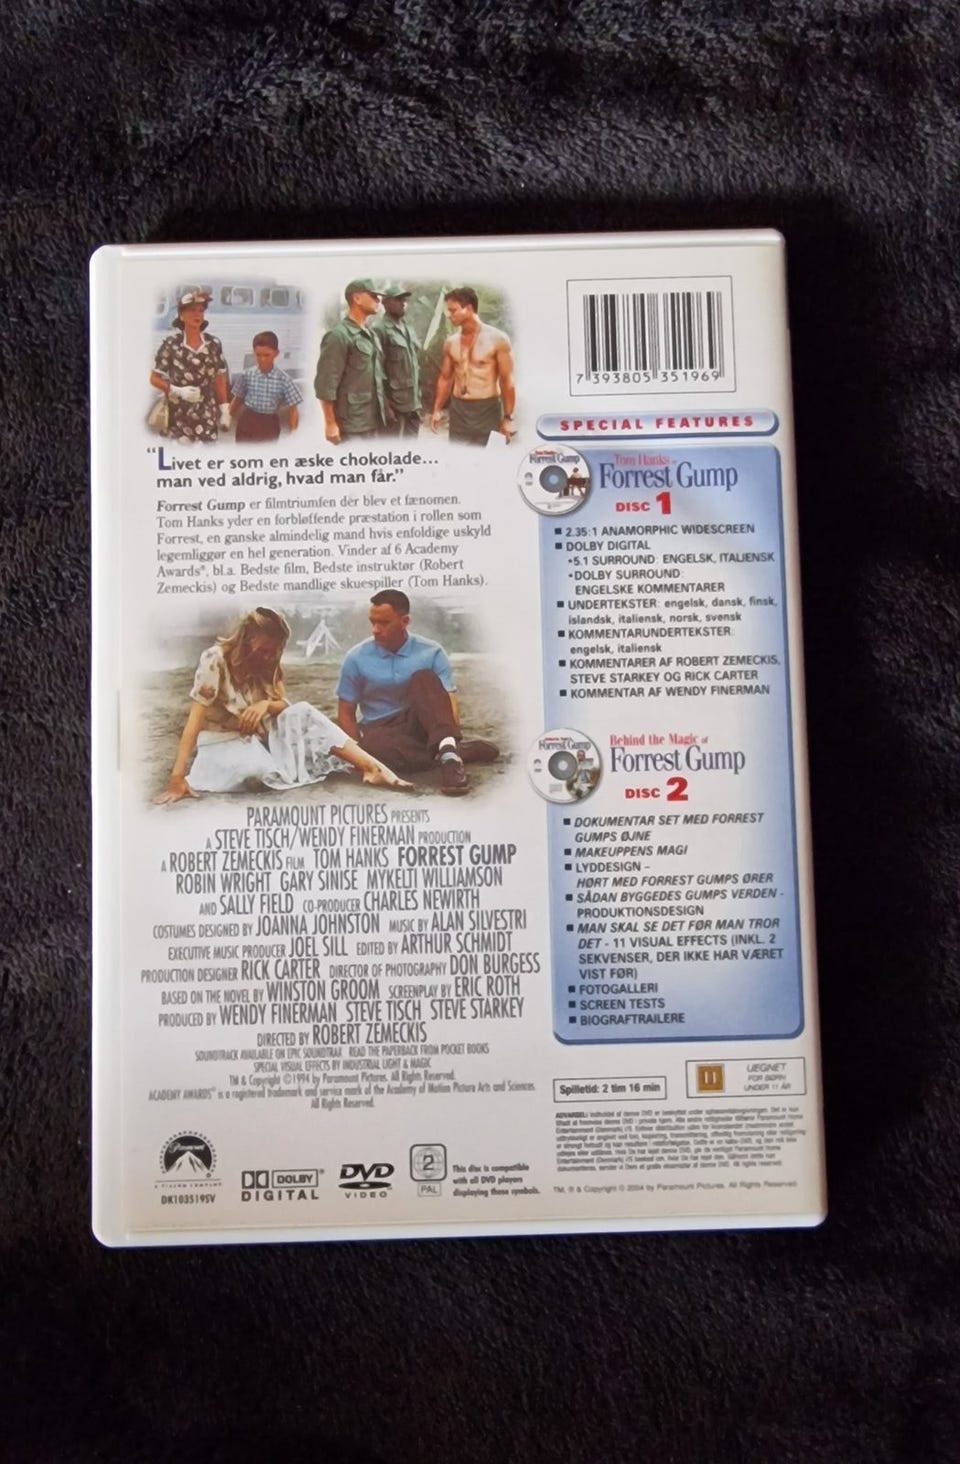 "Livet er som en æske chokolade...
man ved aldrig, hvad man får."
Forrest Gump er filmtriumfen der blev et fænomen.
Tom Hanks yder en forbløffende præstation i rollen som
Forrest, en ganske almindelig mand hvis enfoldige uskyld
legemliggør en hel generation. Vinder af 6 Academy
Awards®, bl.a. Bedste film, Bedste instruktør (Robert
Zemeckis) og Bedste mandlige skuespiller (Tom Hanks).
PARAMOUNT PICTURES PRESENTS
A STEVE TISCH/WENDY FINERMAN PRODUCTION
A ROBERT ZEMECKIS FILM TOM HANKS FORREST GUMP
ROBIN WRIGHT GARY SINISE MYKELTI WILLIAMSON
AND SALLY FIELD CO-PRODUCER CHARLES NEWIRTH
COSTUMES DESIGNED BY JOANNA JOHNSTON MUSIC BY ALAN SILVESTRI
EXECUTIVE MUSIC PRODUCER JOEL SILL EDITED BY ARTHUR SCHMIDT
PRODUCTION DESIGNER RICK CARTER DIRECTOR OF PHOTOGRAPHY DON BURGESS
BASED ON THE NOVEL BY WINSTON GROOM SCREENPLAY BY ERIC ROTH
PRODUCED BY WENDY FINERMAN STEVE TISCH STEVE STARKEY
DIRECTED BY ROBERT ZEMECKIS
SOUNDTRACK AVAILABLE ON EPIC SOUNDTRAX READ THE PAPERBACK FROM POCKET BOOKS
SPECIAL VISUAL EFFECTS BY INDUSTRIAL LIGHT & MAGIC
TM & Copyright © 1994 by Paramount Pictures. All Rights Reserved.
ACADEMY AWARDS® is a registered trademark and service mark of the Academy of Motion Picture Arts and Sciences.
All Rights Reserved.
Paramount
DK103519SV
DOLBY
DIGITAL
DVD
VIDEO
2
PAL
This disc is compatible
with all DVD players
displaying these symbols.
7 393805 351969
SPECIAL FEATURES
Forrest Gump
Tom Hanks is
Forrest Gump
DISC 1
2.35:1 ANAMORPHIC WIDESCREEN
DOLBY DIGITAL
•5.1 SURROUND: ENGELSK, ITALIENSK
•DOLBY SURROUND:
ENGELSKE KOMMENTARER
UNDERTEKSTER: engelsk, dansk, finsk,
islandsk, italiensk, norsk, svensk
KOMMENTARUNDERTEKSTER:
engelsk, italiensk
KOMMENTARER AF ROBERT ZEMECKIS,
STEVE STARKEY OG RICK CARTER
KOMMENTAR AF WENDY FINERMAN
Forrest Gump
Behind the Magic of
Forrest Gump
DISC 2
DOKUMENTAR SET MED FORREST
GUMPS ØJNE
MAKEUPPENS MAGI
LYDDESIGN –
HØRT MED FORREST GUMPS ØRER
SÅDAN BYGGEDES GUMPS VERDEN -
PRODUKTIONSDESIGN
MAN SKAL SE DET FØR MAN TROR
DET - 11 VISUAL EFFECTS (INKL. 2
SEKVENSER, DER IKKE HAR VÆRET
VIST FØR)
FOTOGALLERI
SCREEN TESTS
BIOGRAFTRAILERE
Spilletid: 2 tim 16 min
11
UEGNET
FOR BØRN
UNDER 11 ÅR
TM, ® & Copyright © 2004 by Paramount Pictures. All Rights Reserved.